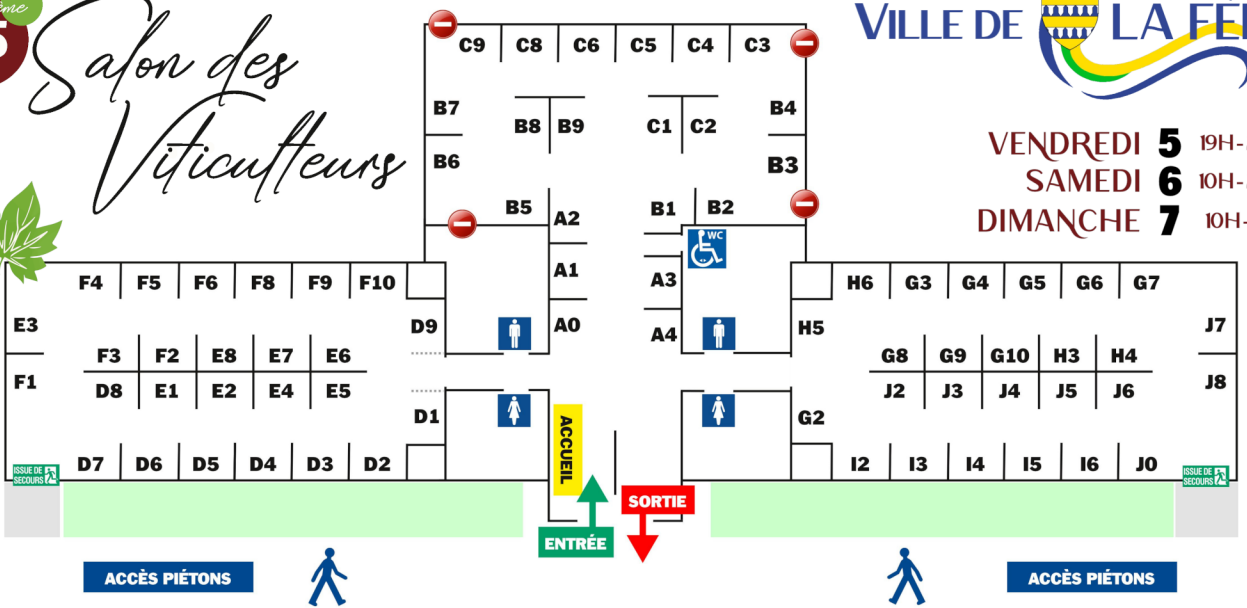 ème
5
Salon des
Viticulteurs
VILLE DE LA FÈ
VENDREDI 5 19H-
SAMEDI 6 10H-
DIMANCHE 7 10H-
C9 C8 C6 C5 C4 C3
B7 B8 B9 C1 C2 B4
B6 B3
B5 A2 B1 B2
WC
A1 A3
A0 A4
F4 F5 F6 F8 F9 F10
E3 D9
F3 F2 E8 E7 E6
F1 D8 E1 E2 E4 E5
D1
D7 D6 D5 D4 D3 D2
ISSUE DE
SECOURS
H6 G3 G4 G5 G6 G7
H5 J7
G8 G9 G10 H3 H4
J2 J3 J4 J5 J6 J8
G2
I2 I3 I4 I5 I6 J0
ISSUE DE
SECOURS
ACCUEIL
ENTRÉE
SORTIE
ACCÈS PIÉTONS
ACCÈS PIÉTONS